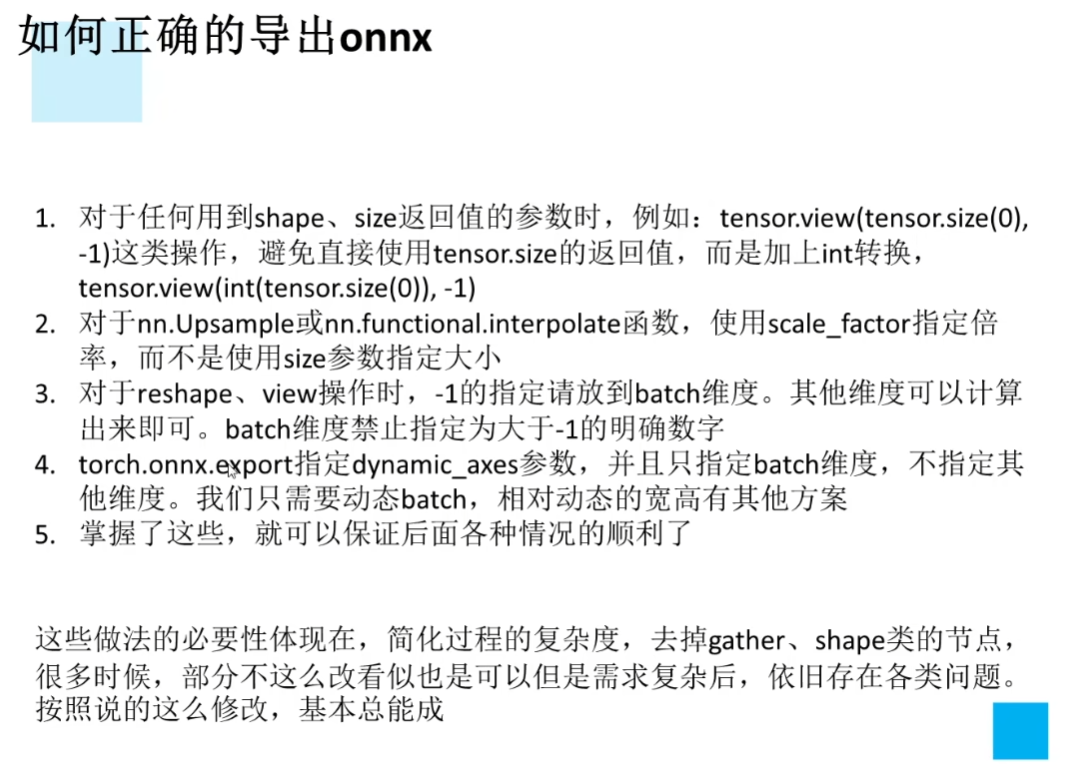 如何正确的导出onnx
1. 对于任何用到shape、size返回值的参数时，例如：tensor.view(tensor.size(0),
-1)这类操作，避免直接使用tensor.size的返回值，而是加上int转换，
tensor.view(int(tensor.size(0)), -1)
2. 对于nn.Upsample或nn.functional.interpolate函数，使用scale_factor指定倍
率，而不是使用size参数指定大小
3. 对于reshape、view操作时，-1的指定请放到batch维度。其他维度可以计算
出来即可。batch维度禁止指定为大于-1的明确数字
4. torch.onnx.export指定dynamic_axes参数，并且只指定batch维度，不指定其
他维度。我们只需要动态batch，相对动态的宽高有其他方案
5. 掌握了这些，就可以保证后面各种情况的顺利了
这些做法的必要性体现在，简化过程的复杂度，去掉gather、shape类的节点，
很多时候，部分不这么改看似也是可以但是需求复杂后，依旧存在各类问题。
按照说的这么修改，基本总能成